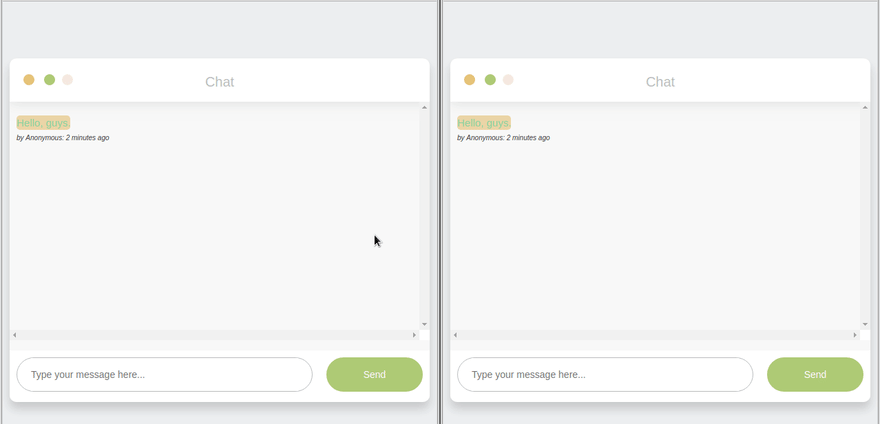 Chat
Hello, guys.
by Anonymous: 2 minutes ago
Type your message here...
Send
Chat
Hello, guys.
by Anonymous: 2 minutes ago
Type your message here...
Send